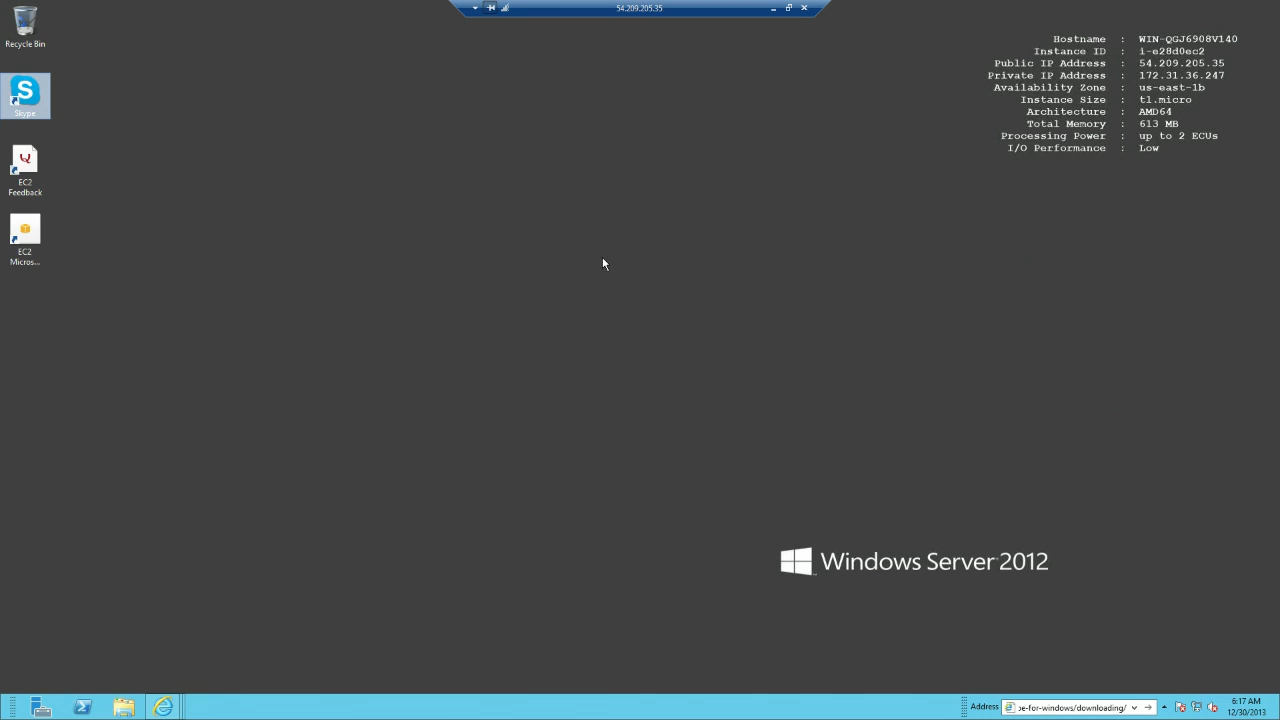 54.209.205.35
Recycle Bin
Hostname : WIN-QGJ6908V140
Instance ID : i-e28d0ec2
Public IP Address : 54.209.205.35
Private IP Address : 172.31.36.247
Availability Zone : us-east-1b
Instance Size : t1.micro
Architecture : AMD64
Total Memory : 613 MB
Processing Power : up to 2 ECUs
I/O Performance : Low
S
Skype
EC2
Feedback
EC2
Micros...
Windows Server 2012
Address
:e-for-windows/downloading/
6:17 AM
12/30/2013